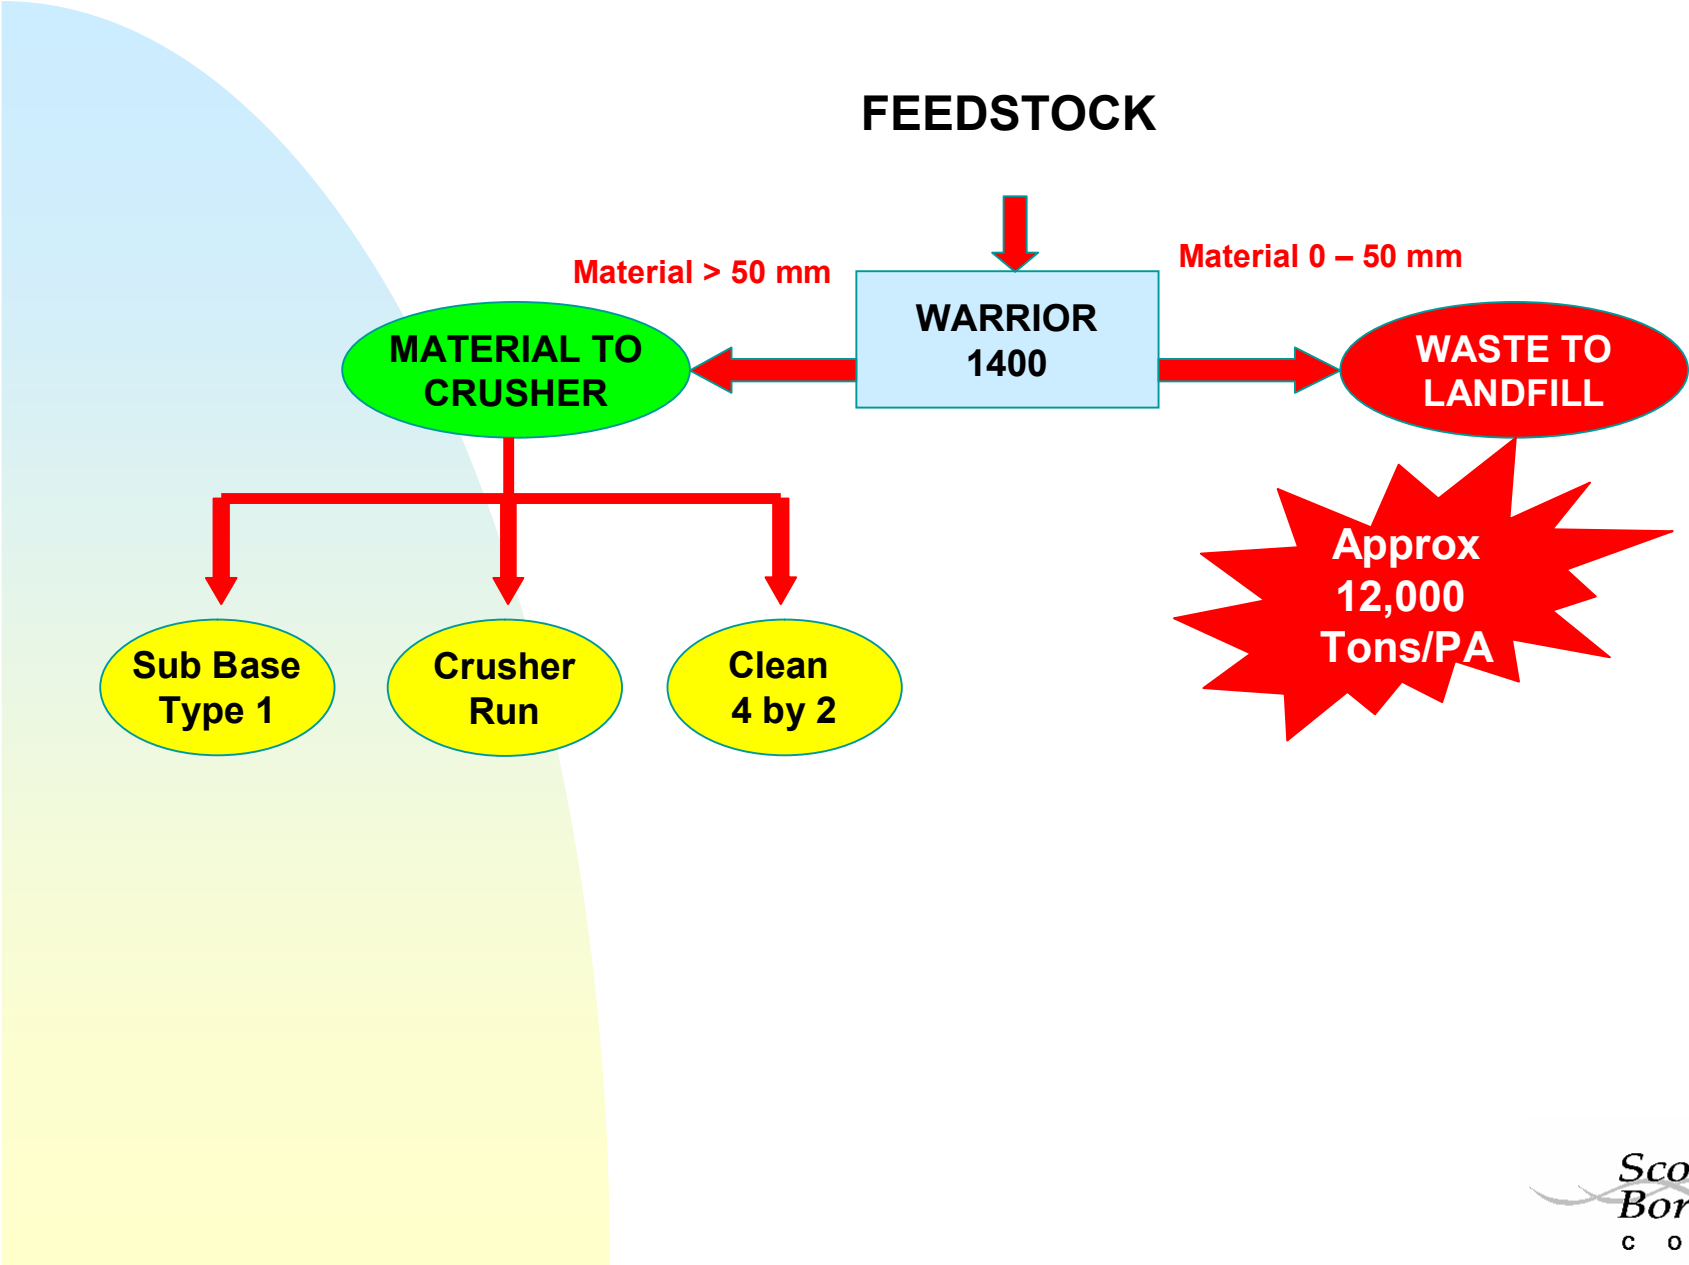 FEEDSTOCK
Material > 50 mm
Material 0 – 50 mm
WARRIOR
1400
MATERIAL TO
CRUSHER
WASTE TO
LANDFILL
Approx
12,000
Tons/PA
Sub Base
Type 1
Crusher
Run
Clean
4 by 2